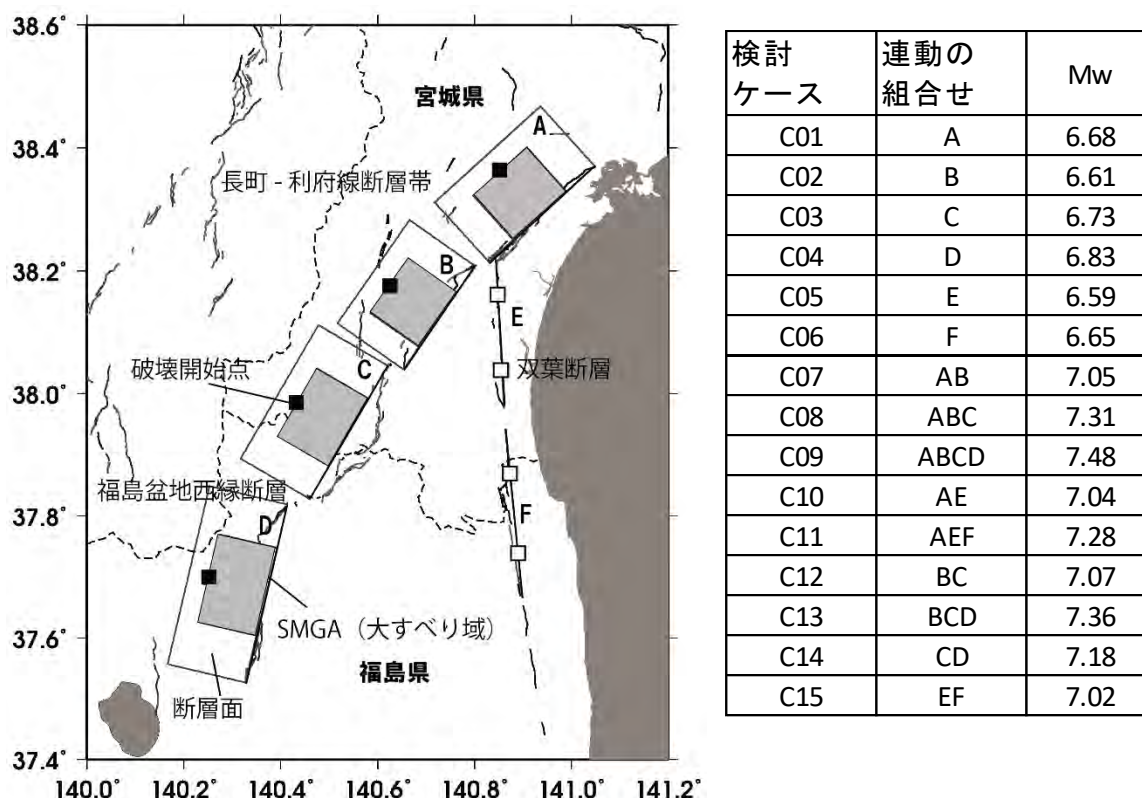 38.6°
38.4°
38.2°
38.0°
37.8°
37.6°
37.4°
140.0°
140.2°
140.4°
140.6°
140.8°
141.0°
141.2°
宮城県
A
長町 - 利府線断層帯
B
E
破壊開始点
C
双葉断層
福島盆地西縁断層
F
D
SMGA（大すべり域）
福島県
断層面
検討ケース 連動の組合せ Mw
C01 A 6.68
C02 B 6.61
C03 C 6.73
C04 D 6.83
C05 E 6.59
C06 F 6.65
C07 AB 7.05
C08 ABC 7.31
C09 ABCD 7.48
C10 AE 7.04
C11 AEF 7.28
C12 BC 7.07
C13 BCD 7.36
C14 CD 7.18
C15 EF 7.02